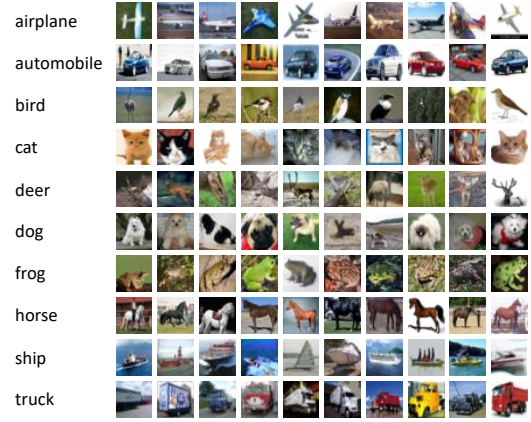 airplane
automobile
bird
cat
deer
dog
frog
horse
ship
truck